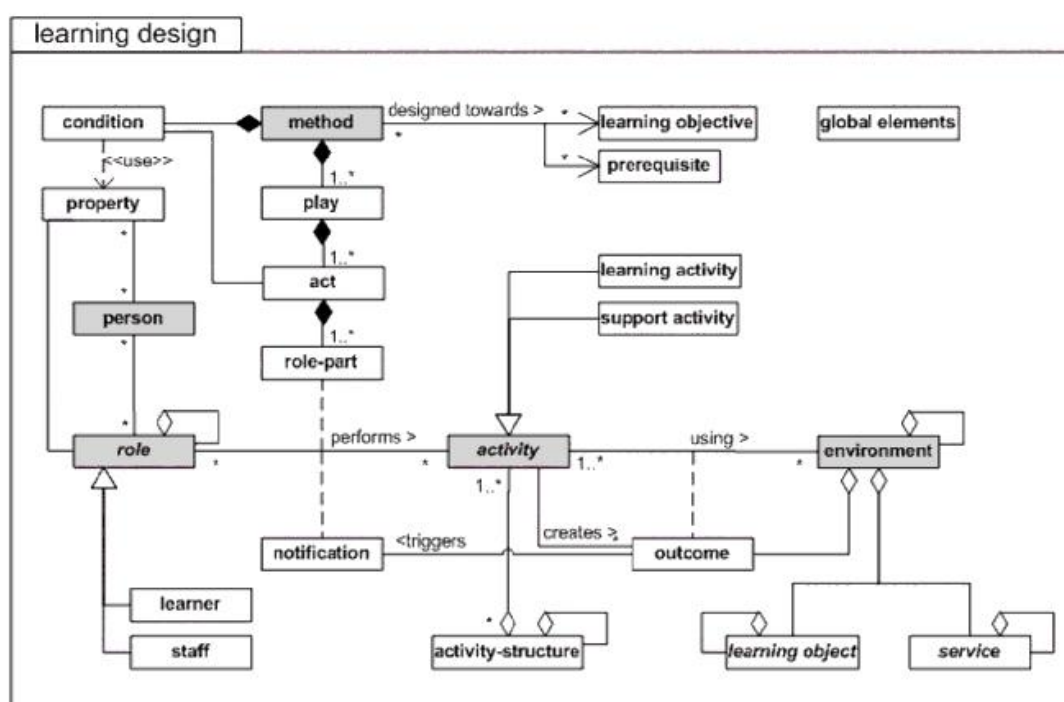 learning design
condition
method
designed towards >
*
*
learning objective
global elements
*
prerequisite
<<use>>
1..*
property
play
*
1..*
act
learning activity
*
person
support activity
*
1..*
role-part
*
role
performs >
activity
using >
environment
*
*
1..*
*
1..*
notification
<triggers
creates >
*
outcome
learner
*
staff
activity-structure
learning object
service